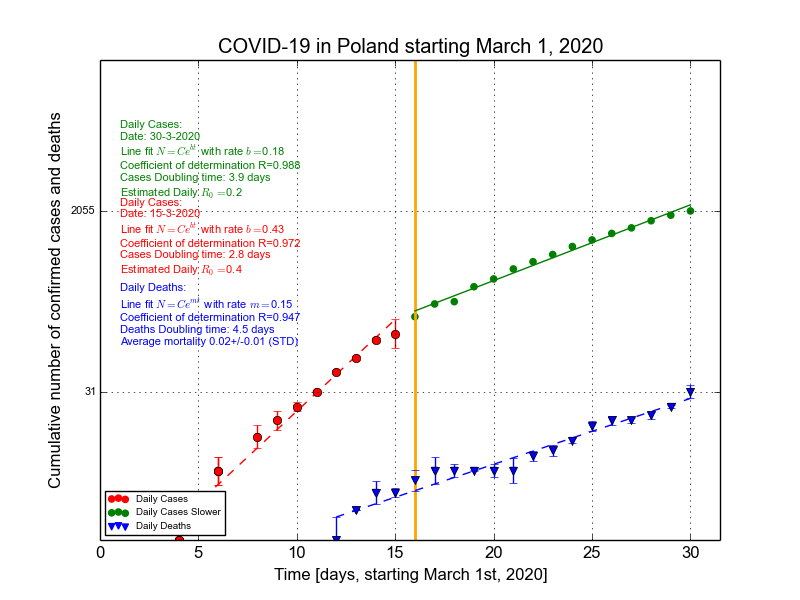 COVID-19 in Poland starting March 1, 2020
Cumulative number of confirmed cases and deaths
Daily Cases:
Date: 30-3-2020
Line fit N = Ce^{bt} with rate b = 0.18
Coefficient of determination R=0.988
Cases Doubling time: 3.9 days
Estimated Daily R_0 = 0.2
Daily Cases:
Date: 15-3-2020
Line fit N = Ce^{bt} with rate b = 0.43
Coefficient of determination R=0.972
Cases Doubling time: 2.8 days
Estimated Daily R_0 = 0.4
Daily Deaths:
Line fit N = Ce^{mt} with rate m = 0.15
Coefficient of determination R=0.947
Deaths Doubling time: 4.5 days
Average mortality 0.02+/-0.01 (STD)
2055
31
Daily Cases
Daily Cases Slower
Daily Deaths
0 5 10 15 20 25 30
Time [days, starting March 1st, 2020]